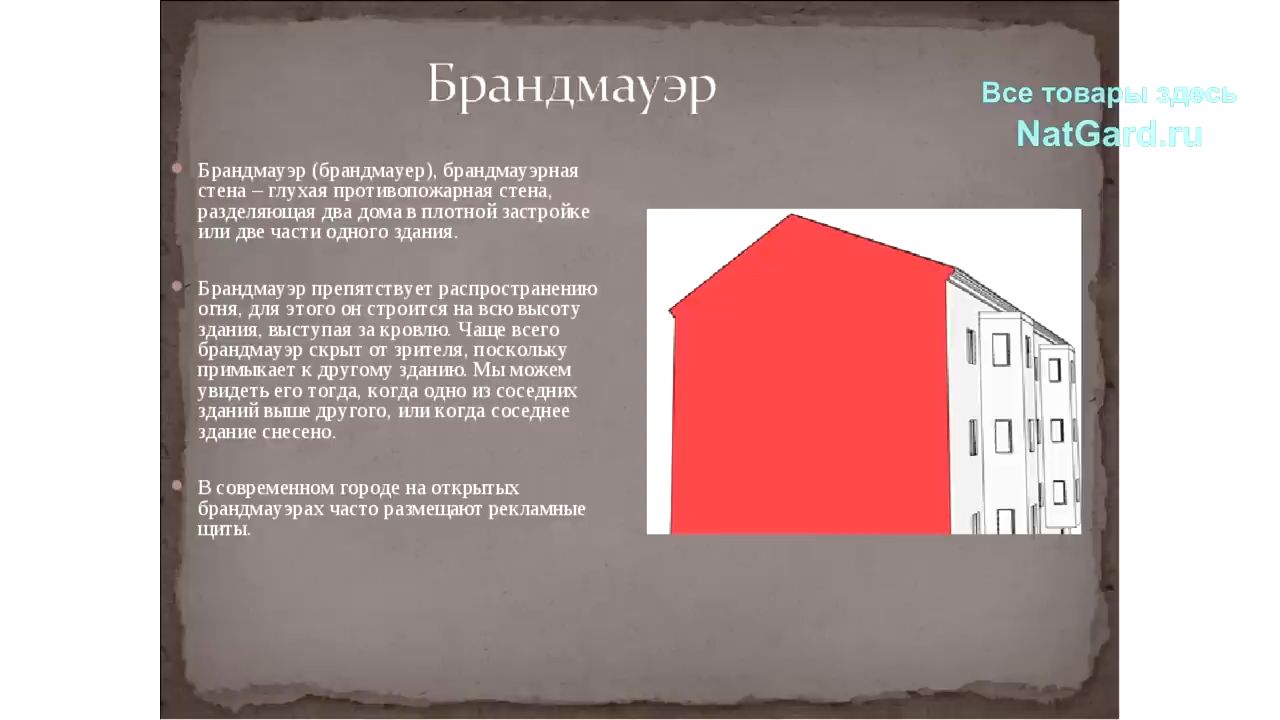 Брандмауэр
Все товары здесь
NatGard.ru
Брандмауэр (брандмауер), брандмауэрная
стена – глухая противопожарная стена,
разделяющая два дома в плотной застройке
или две части одного здания.
Брандмауэр препятствует распространению
огня, для этого он строится на всю высоту
здания, выступая за кровлю. Чаще всего
брандмауэр скрыт от зрителя, поскольку
примыкает к другому зданию. Мы можем
увидеть его тогда, когда одно из соседних
зданий выше другого, или когда соседнее
здание снесено.
В современном городе на открытых
брандмауэрах часто размещают рекламные
щиты.